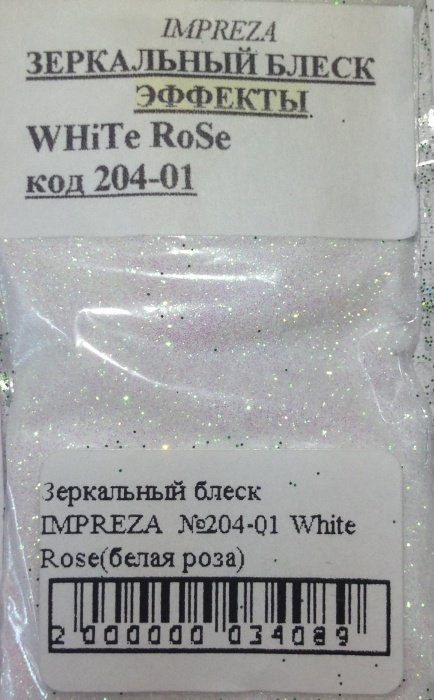 IMPREZA
ЗЕРКАЛЬНЫЙ БЛЕСК
ЭФФЕКТЫ
WHiTe RoSe
код 204-01
Зеркальный блеск
IMPREZA №204-01 White
Rose(белая роза)
2 000000 034089